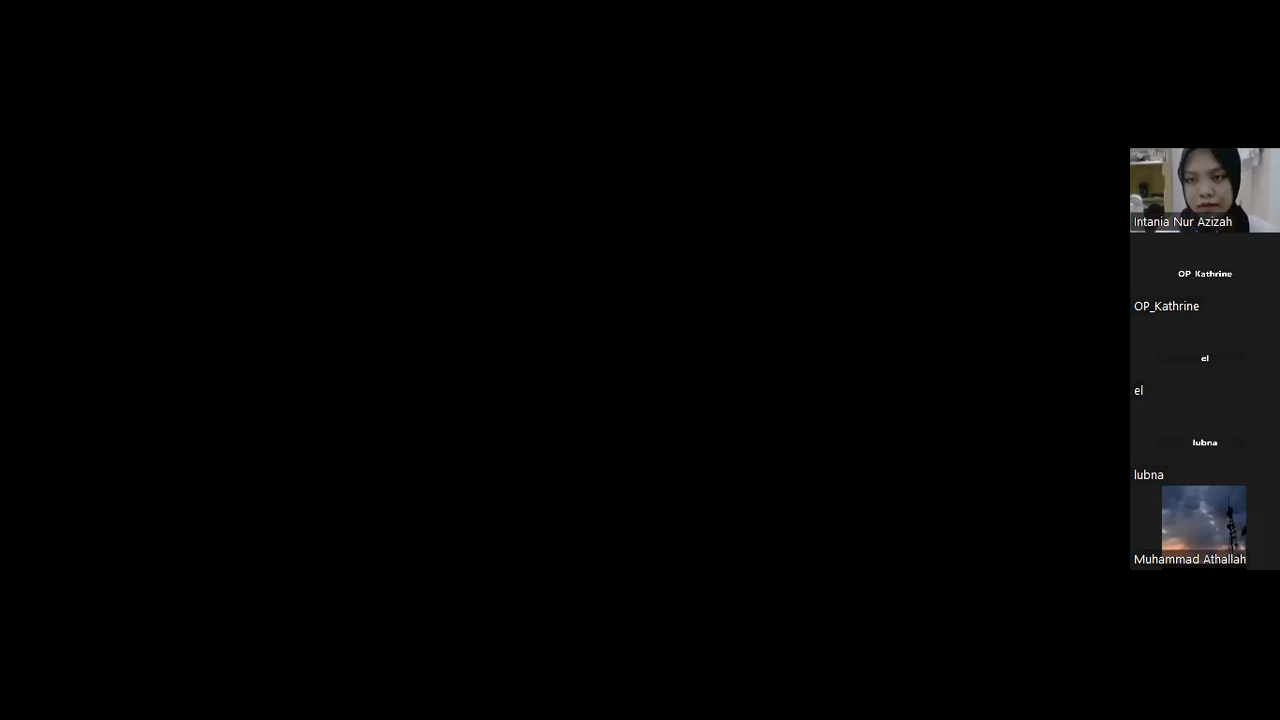 Intania Nur Azizah
OP_Kathrine
OP_Kathrine
el
el
lubna
lubna
Muhammad Athallah